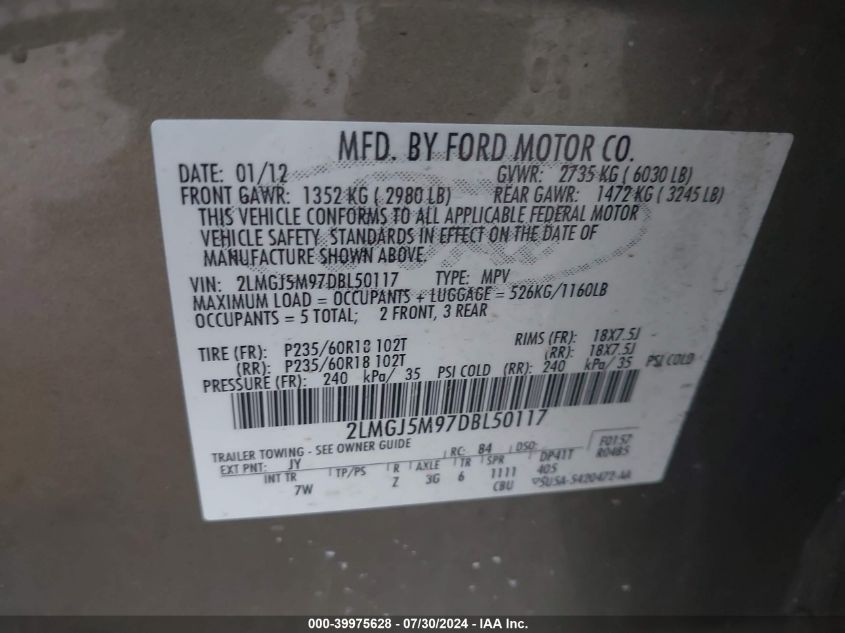 MFD. BY FORD MOTOR CO.
DATE: 01/12 GVWR: 2735 KG ( 6030 LB)
FRONT GAWR: 1352 KG ( 2980 LB) REAR GAWR: 1472 KG ( 3245 LB)
THIS VEHICLE CONFORMS TO ALL APPLICABLE FEDERAL MOTOR
VEHICLE SAFETY STANDARDS IN EFFECT ON THE DATE OF
MANUFACTURE SHOWN ABOVE.
VIN: 2LMGJ5M97DBL50117 TYPE: MPV
MAXIMUM LOAD = OCCUPANTS + LUGGAGE = 526KG/1160LB
OCCUPANTS = 5 TOTAL; 2 FRONT, 3 REAR
TIRE (FR): P235/60R18 102T RIMS (FR): 18X7.5J
(RR): P235/60R18 102T (RR): 18X7.5J
PRESSURE (FR): 240 kPa/ 35 PSI COLD (RR): 240 kPa/ 35 PSI COLD
2LMGJ5M97DBL50117
TRAILER TOWING - SEE OWNER GUIDE RC: 84 DSO: F0157
EXT PNT: JY DP41T R0485
INT TR TP/PS R AXLE TR SPR 405
7W Z 3G 6 1111
CBU 5U5A-5420472-AA
000-39975628 - 07/30/2024 - IAA Inc.